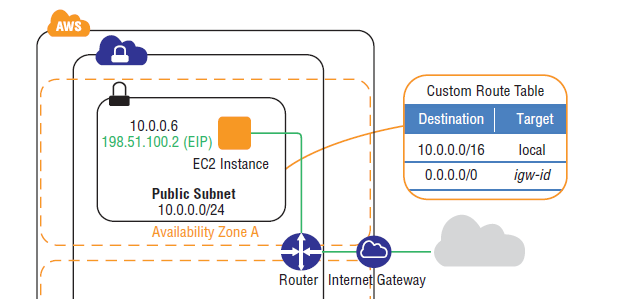 AWS
10.0.0.6
198.51.100.2 (EIP)
EC2 Instance
Public Subnet
10.0.0.0/24
Availability Zone A
Router
Internet Gateway
Custom Route Table
Destination Target
10.0.0.0/16 local
0.0.0.0/0 igw-id